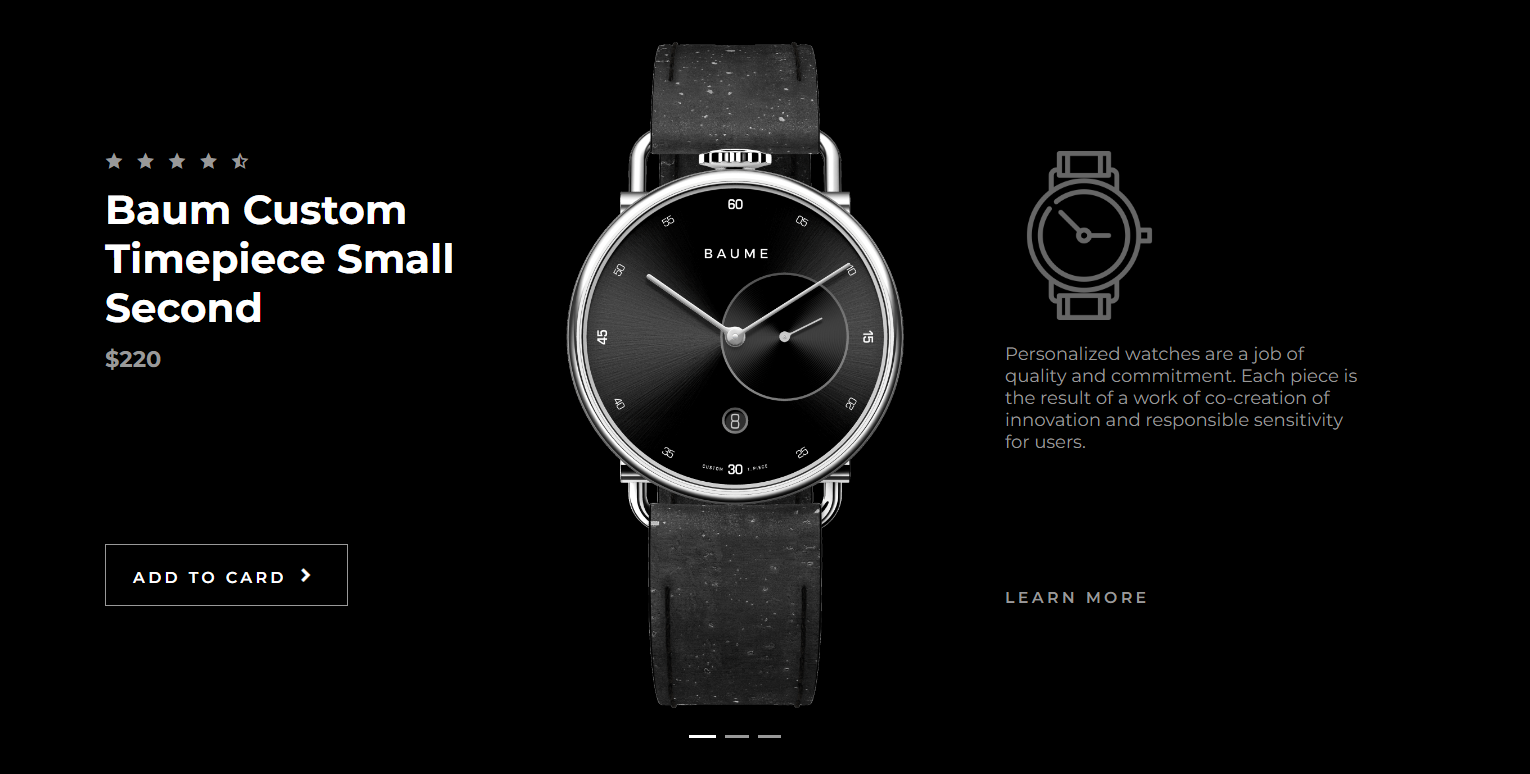 Baum Custom
Timepiece Small
Second
$220
ADD TO CARD
60
05
10
15
20
25
30
35
40
45
50
55
BAUME
8
CUSTOM
T. PIECE
Personalized watches are a job of
quality and commitment. Each piece is
the result of a work of co-creation of
innovation and responsible sensitivity
for users.
LEARN MORE